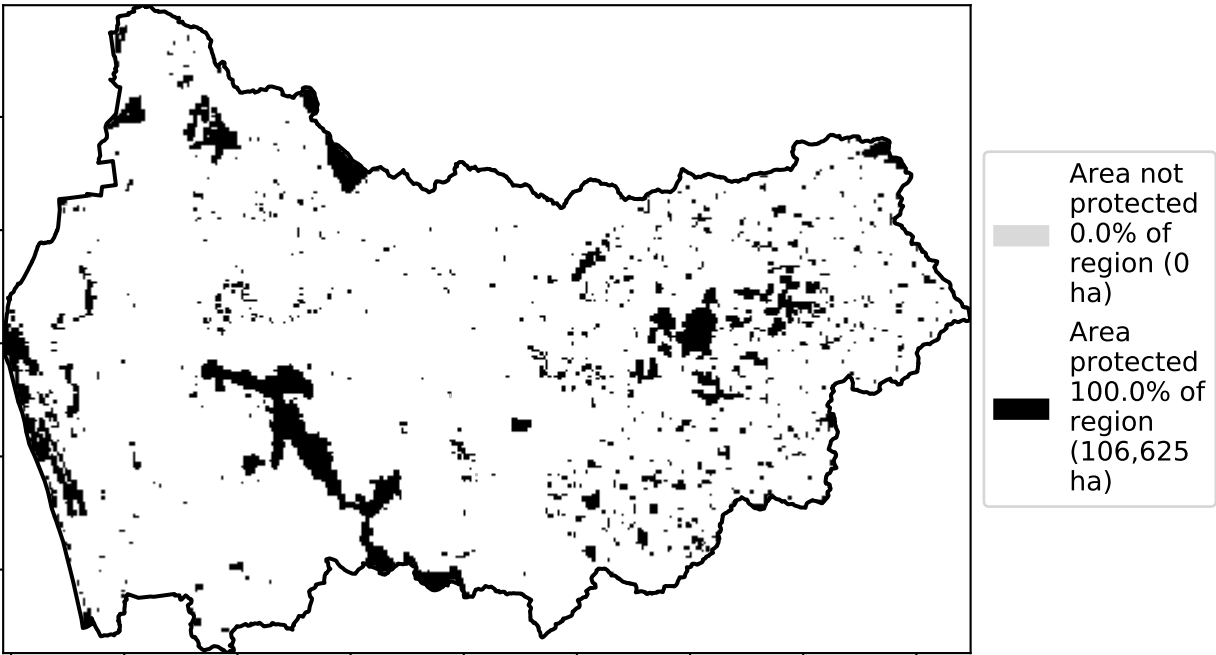 Area not
protected
0.0% of
region (0
ha)
Area
protected
100.0% of
region
(106,625
ha)